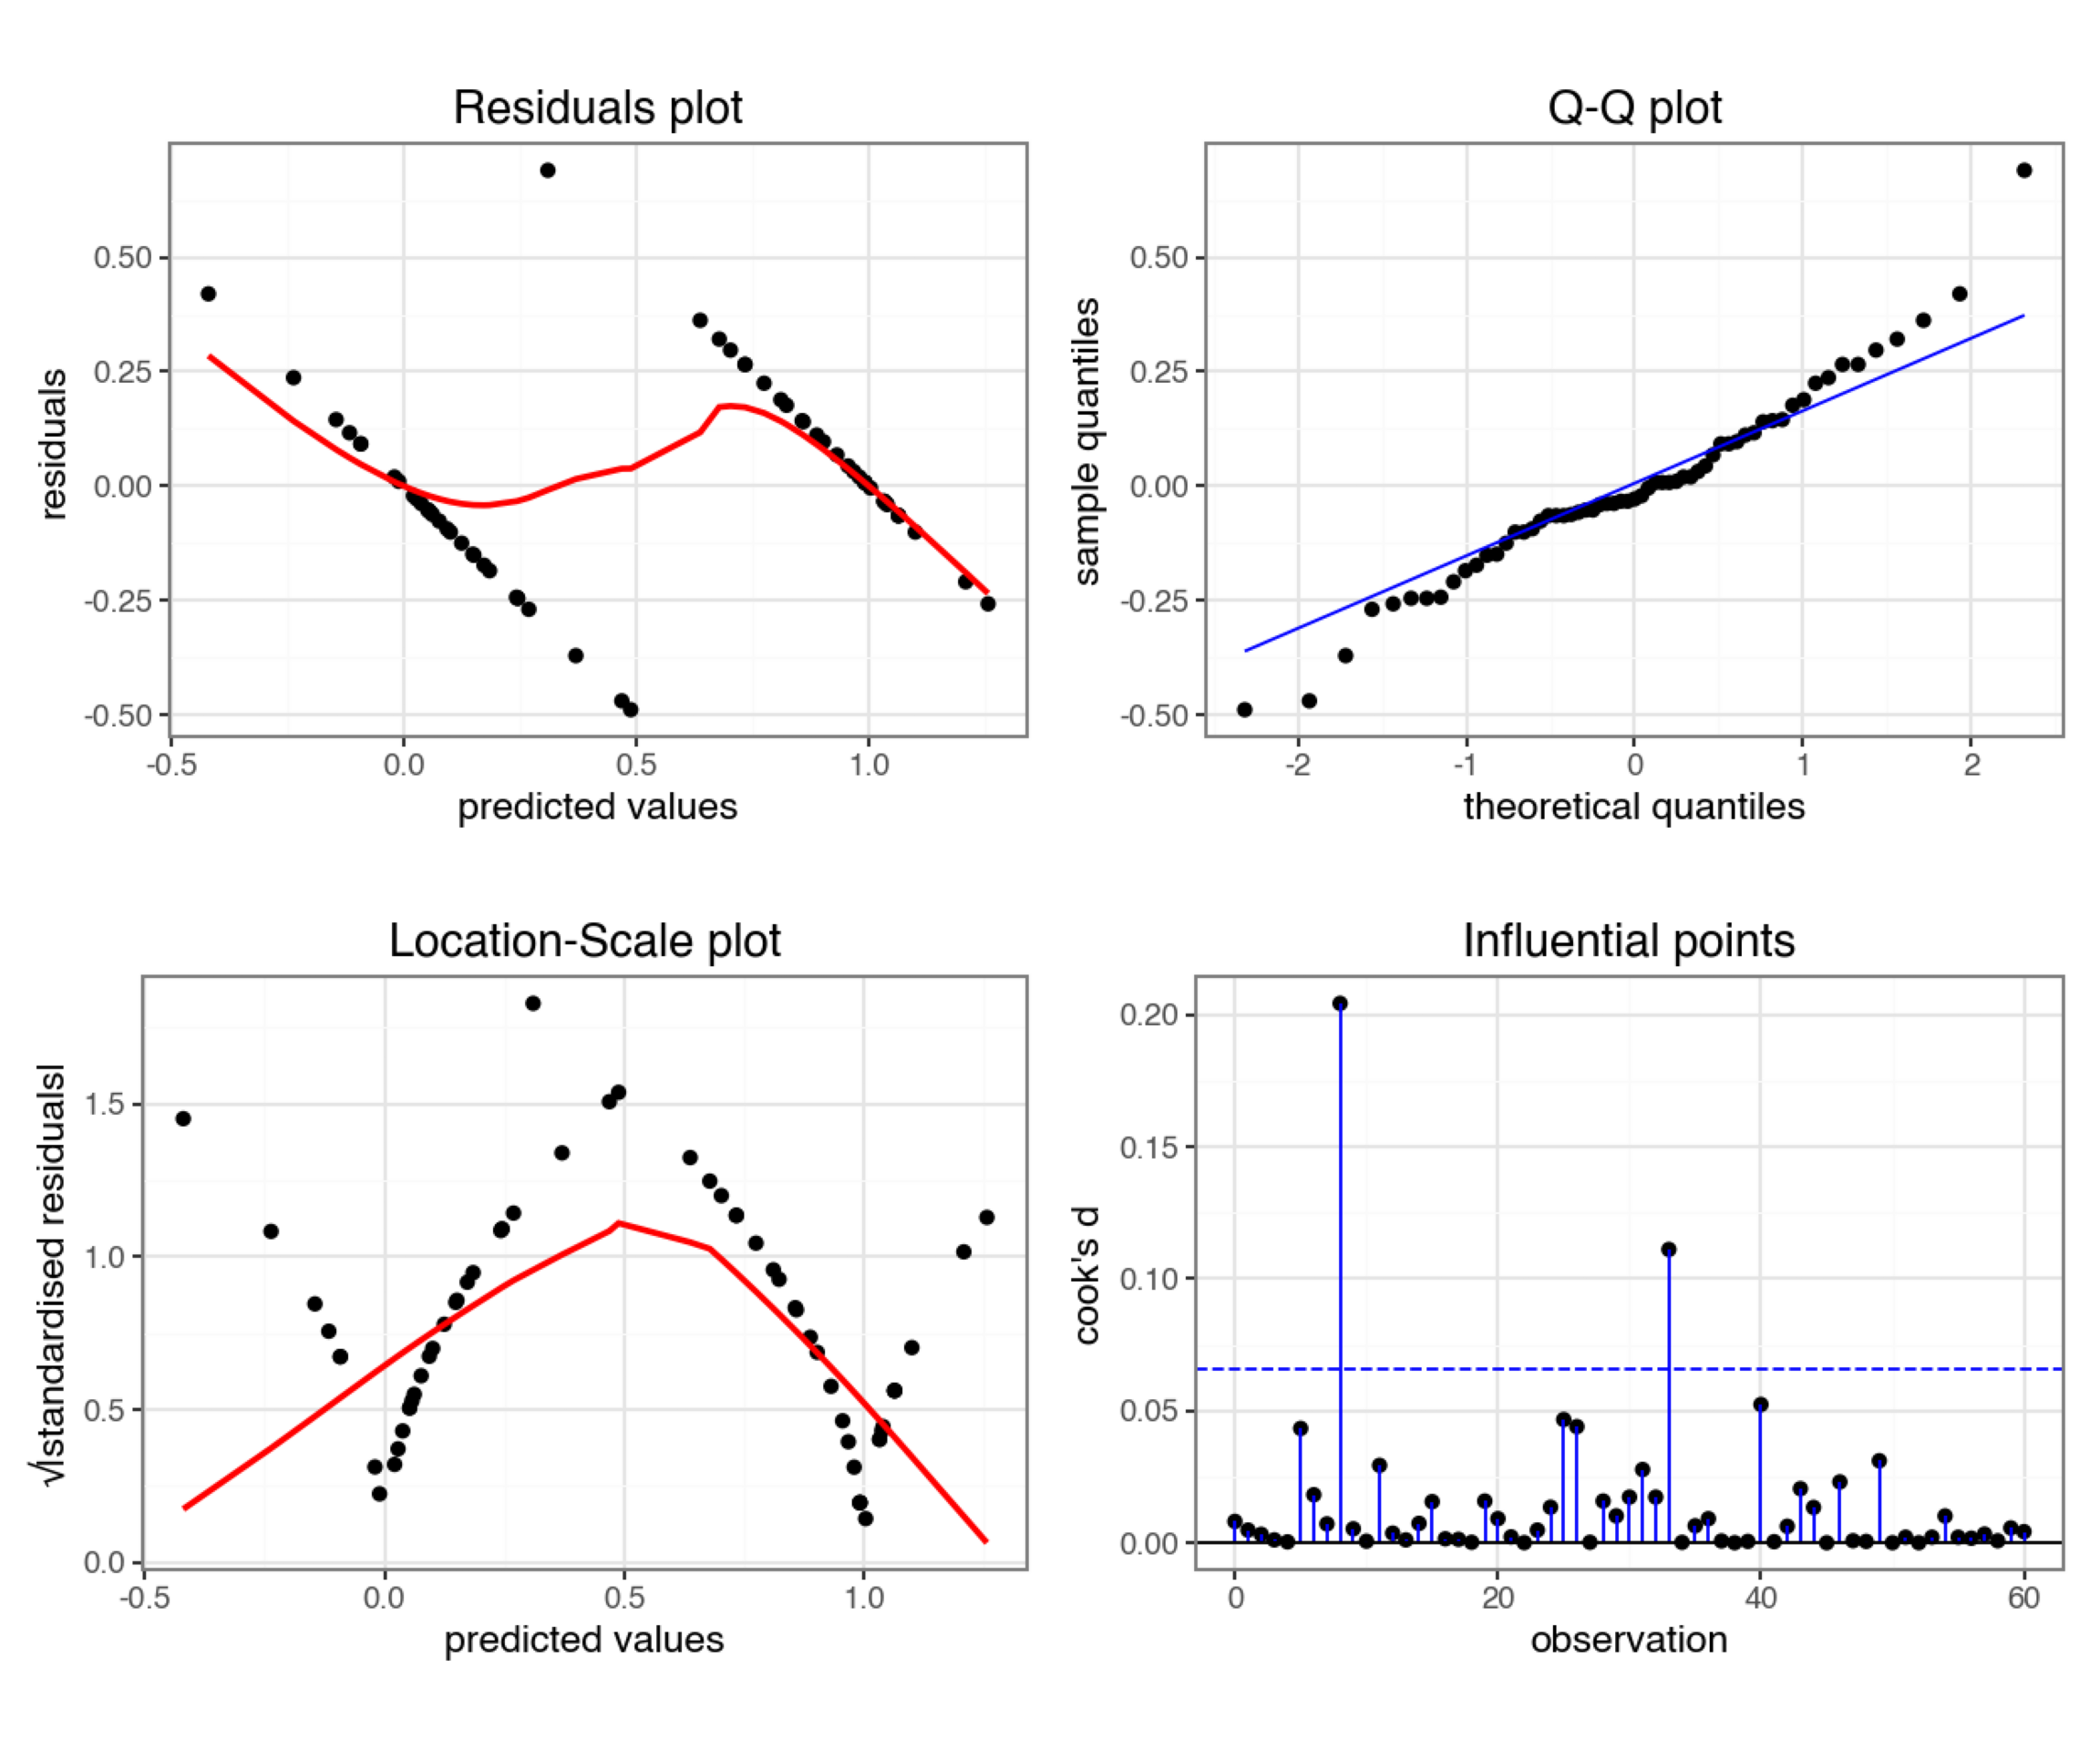 Residuals plot
residuals
0.50
0.25
0.00
-0.25
-0.50
-0.5 0.0 0.5 1.0
predicted values
Q-Q plot
sample quantiles
0.50
0.25
0.00
-0.25
-0.50
-2 -1 0 1 2
theoretical quantiles
Location-Scale plot
√|standardised residuals|
1.5
1.0
0.5
0.0
-0.5 0.0 0.5 1.0
predicted values
Influential points
cook's d
0.20
0.15
0.10
0.05
0.00
0 20 40 60
observation